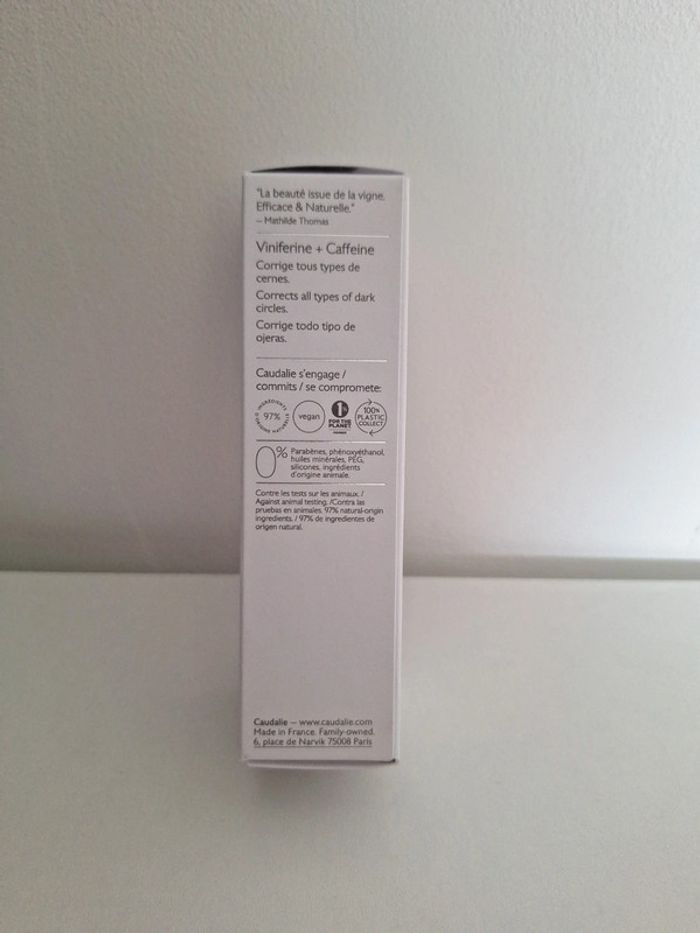 "La beauté issue de la vigne.
Efficace & Naturelle."
— Mathilde Thomas
Viniferine + Caffeine
Corrige tous types de
cernes.
Corrects all types of dark
circles.
Corrige todo tipo de
ojeras.
Caudalie s'engage /
commits / se compromete:
INGRÉDIENTS
97%
D'ORIGINE NATURELLE
vegan
1%
FOR THE
PLANET
100%
PLASTIC
COLLECT
0% Parabènes, phénoxyéthanol,
huiles minérales, PEG,
silicones, ingrédients
d'origine animale.
Contre les tests sur les animaux. /
Against animal testing. /Contra las
pruebas en animales. 97% natural-origin
ingredients. / 97% de ingredientes de
origen natural.
Caudalie — www.caudalie.com
Made in France. Family-owned.
6, place de Narvik 75008 Paris